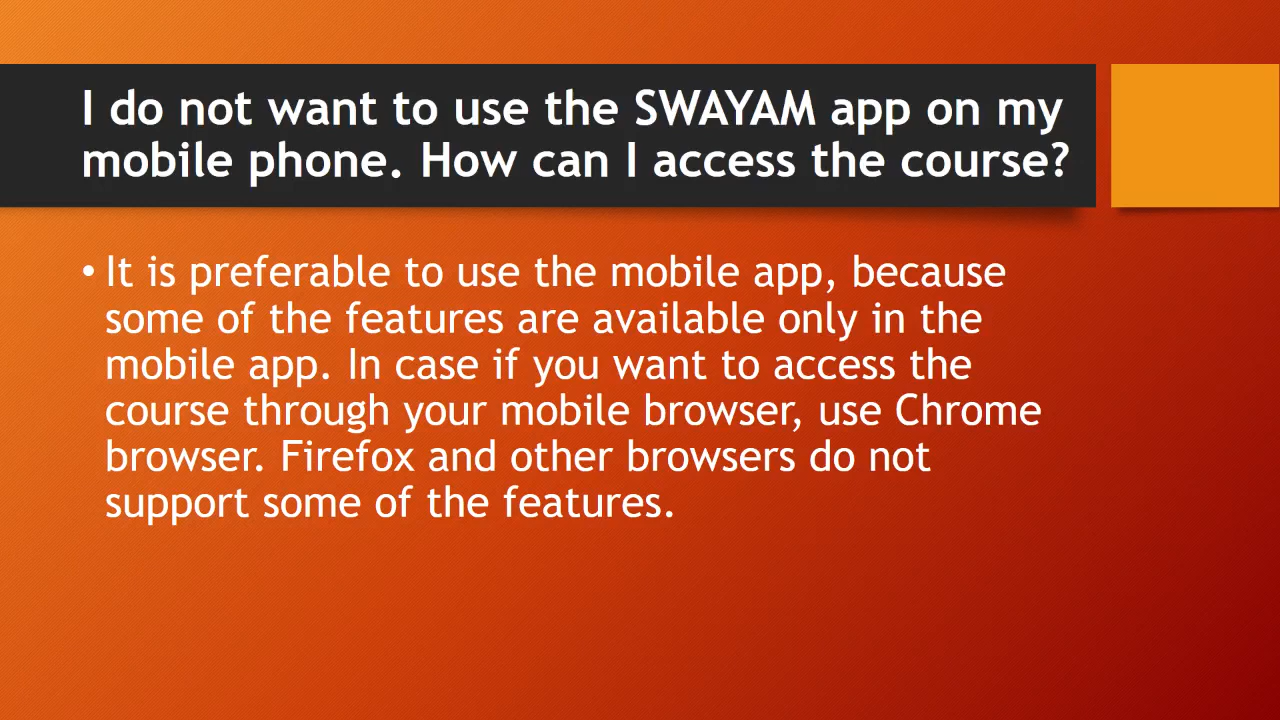 I do not want to use the SWAYAM app on my
mobile phone. How can I access the course?
• It is preferable to use the mobile app, because
some of the features are available only in the
mobile app. In case if you want to access the
course through your mobile browser, use Chrome
browser. Firefox and other browsers do not
support some of the features.